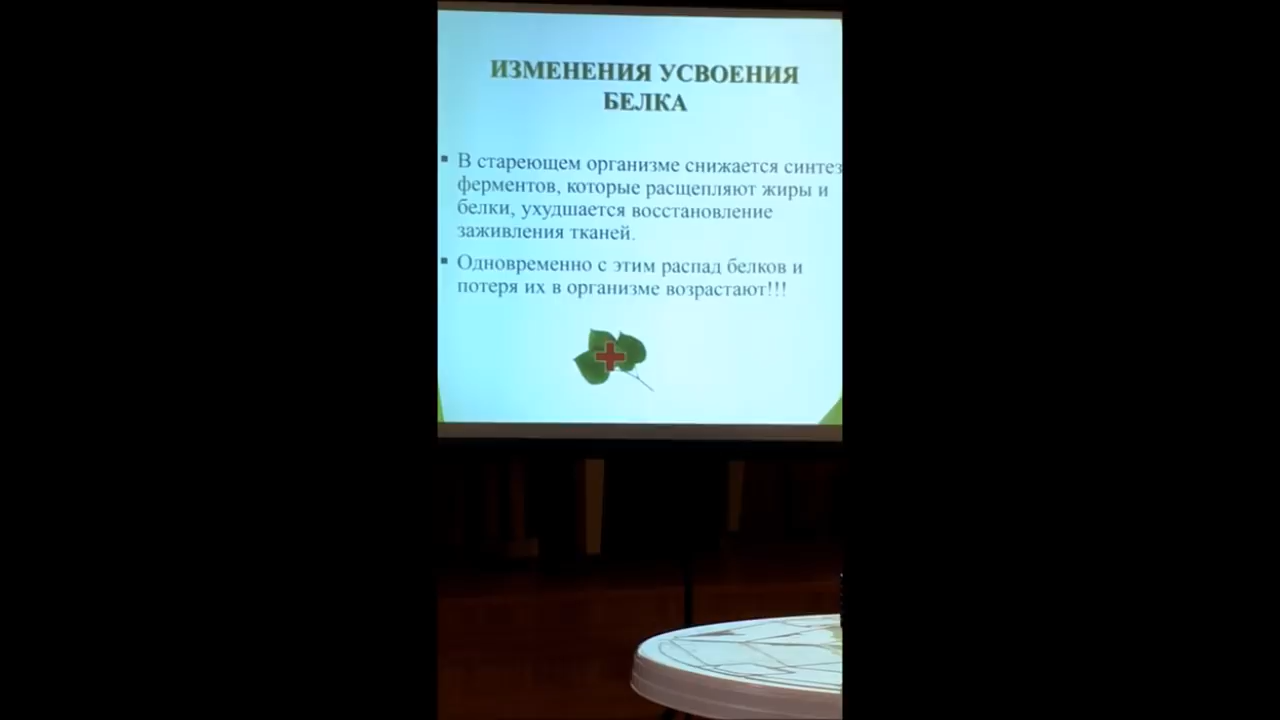 ИЗМЕНЕНИЯ УСВОЕНИЯ
БЕЛКА
В стареющем организме снижается синтез
ферментов, которые расщепляют жиры и
белки, ухудшается восстановление
заживления тканей.
Одновременно с этим распад белков и
потеря их в организме возрастают!!!